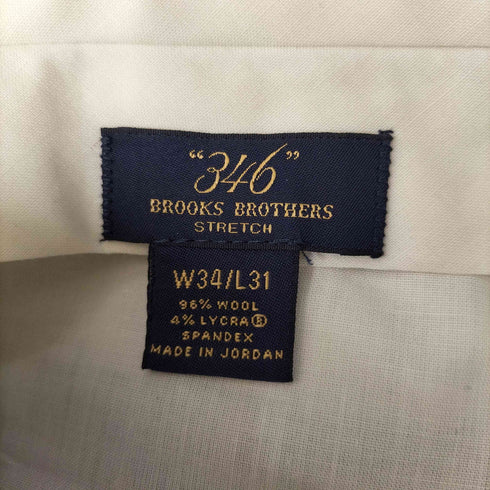 "346"
BROOKS BROTHERS
STRETCH
W34/L31
96% WOOL
4% LYCRA®
SPANDEX
MADE IN JORDAN